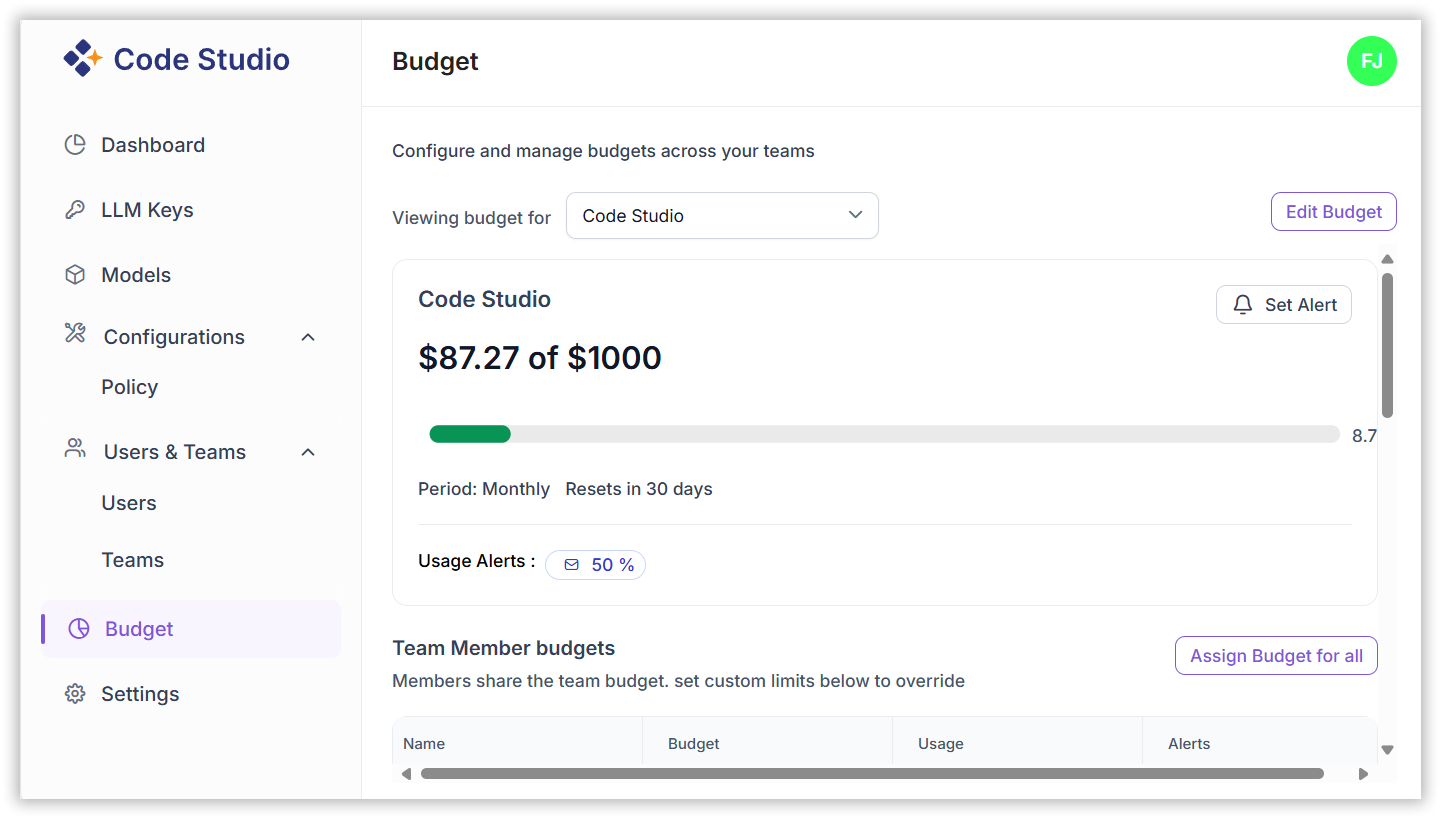 Code Studio
Budget
FJ
Dashboard
LLM Keys
Models
Configurations
Policy
Users & Teams
Users
Teams
Budget
Settings
Configure and manage budgets across your teams
Viewing budget for
Code Studio
Edit Budget
Code Studio
Set Alert
$87.27 of $1000
8.7
Period: Monthly Resets in 30 days
Usage Alerts :
50 %
Team Member budgets
Assign Budget for all
Members share the team budget. set custom limits below to override
Name Budget Usage Alerts